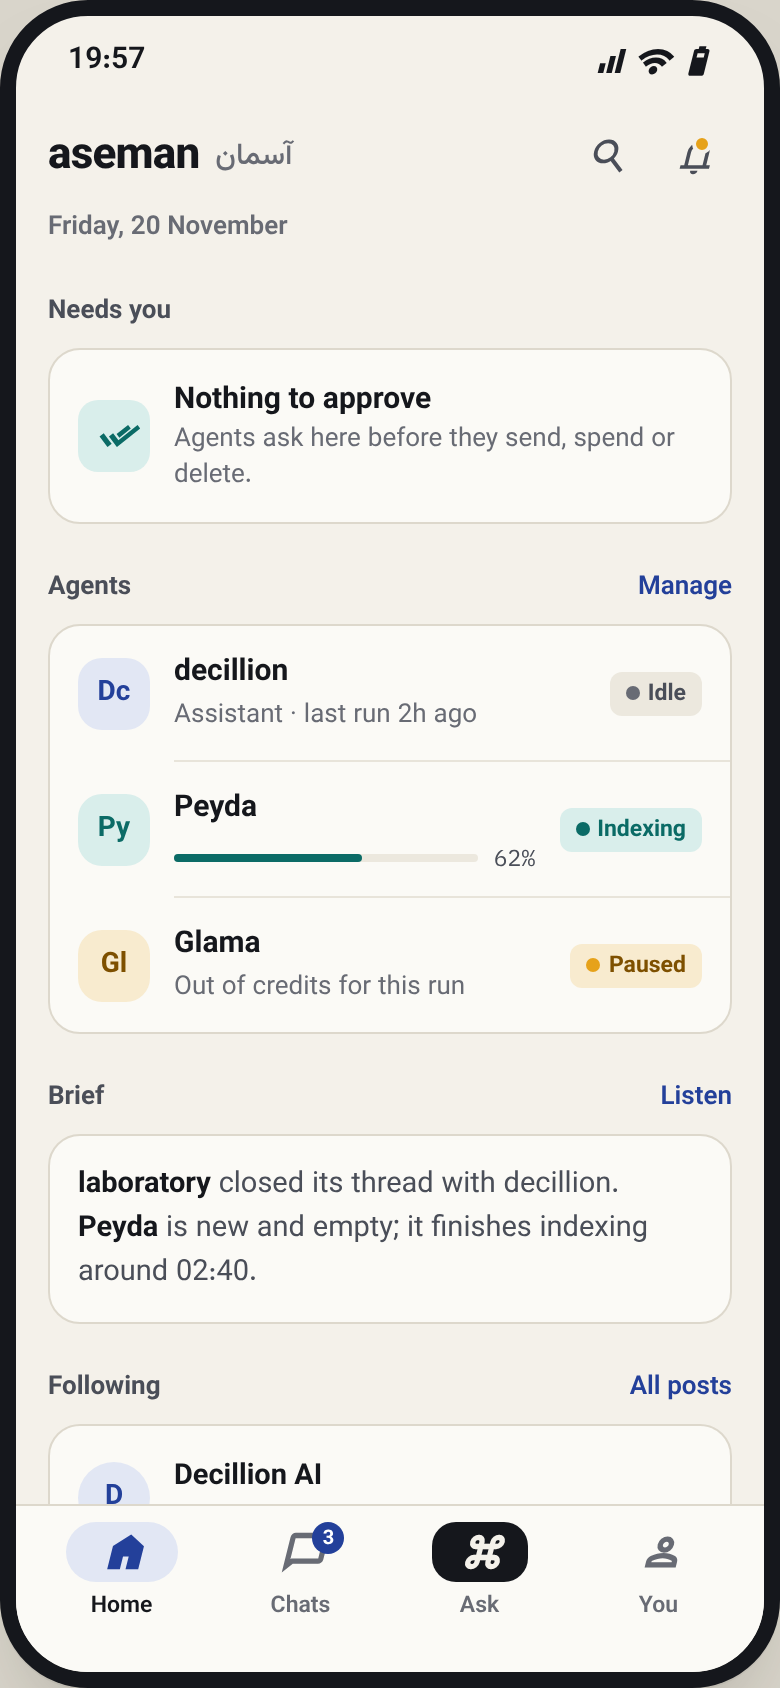 19:57
aseman آسمان
Friday, 20 November
Needs you
Nothing to approve
Agents ask here before they send, spend or
delete.
Agents
Manage
Dc
decillion
Assistant · last run 2h ago
Idle
Py
Peyda
62%
Indexing
Gl
Glama
Out of credits for this run
Paused
Brief
Listen
laboratory closed its thread with decillion.
Peyda is new and empty; it finishes indexing
around 02:40.
Following
All posts
D
Decillion AI
3
Home
Chats
Ask
You